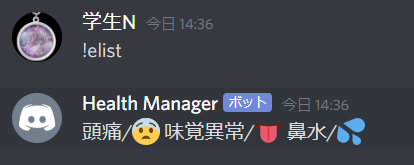 学生N 今日 14:36
!elist
Health Manager ボット 今日 14:36
頭痛/😨 味覚異常/👅 鼻水/💦